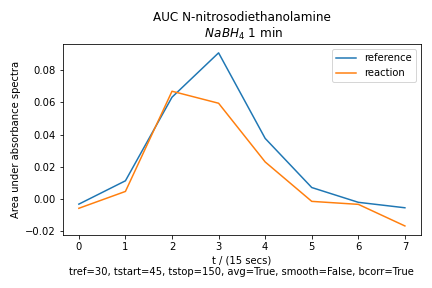 AUC N-nitrosodiethanolamine
NaBH4 1 min
reference
reaction
Area under absorbance spectra
0.08
0.06
0.04
0.02
0.00
−0.02
0 1 2 3 4 5 6 7
t / (15 secs)
tref=30, tstart=45, tstop=150, avg=True, smooth=False, bcorr=True